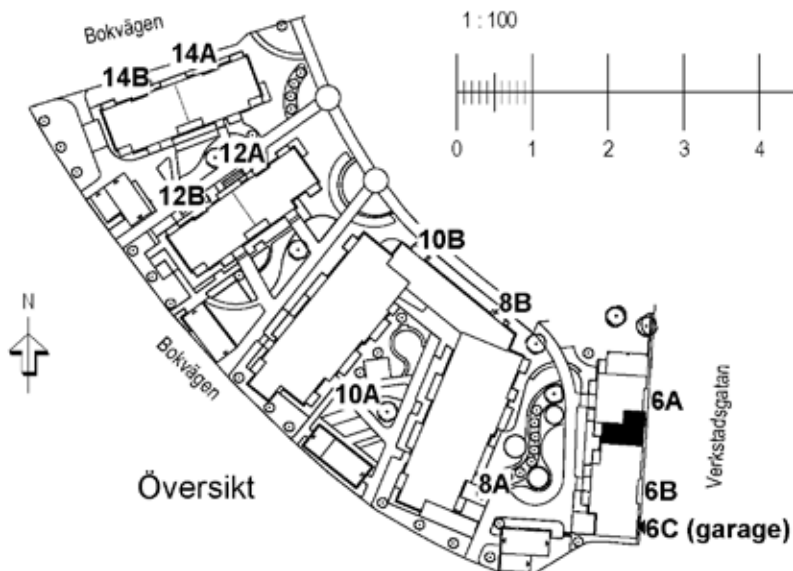 Bokvägen
1 : 100
14A
14B
0 1 2 3 4
12A
12B
10B
8B
N
Bokvägen
10A
6A
Verkstadsgatan
Översikt
8A
6B
6C (garage)